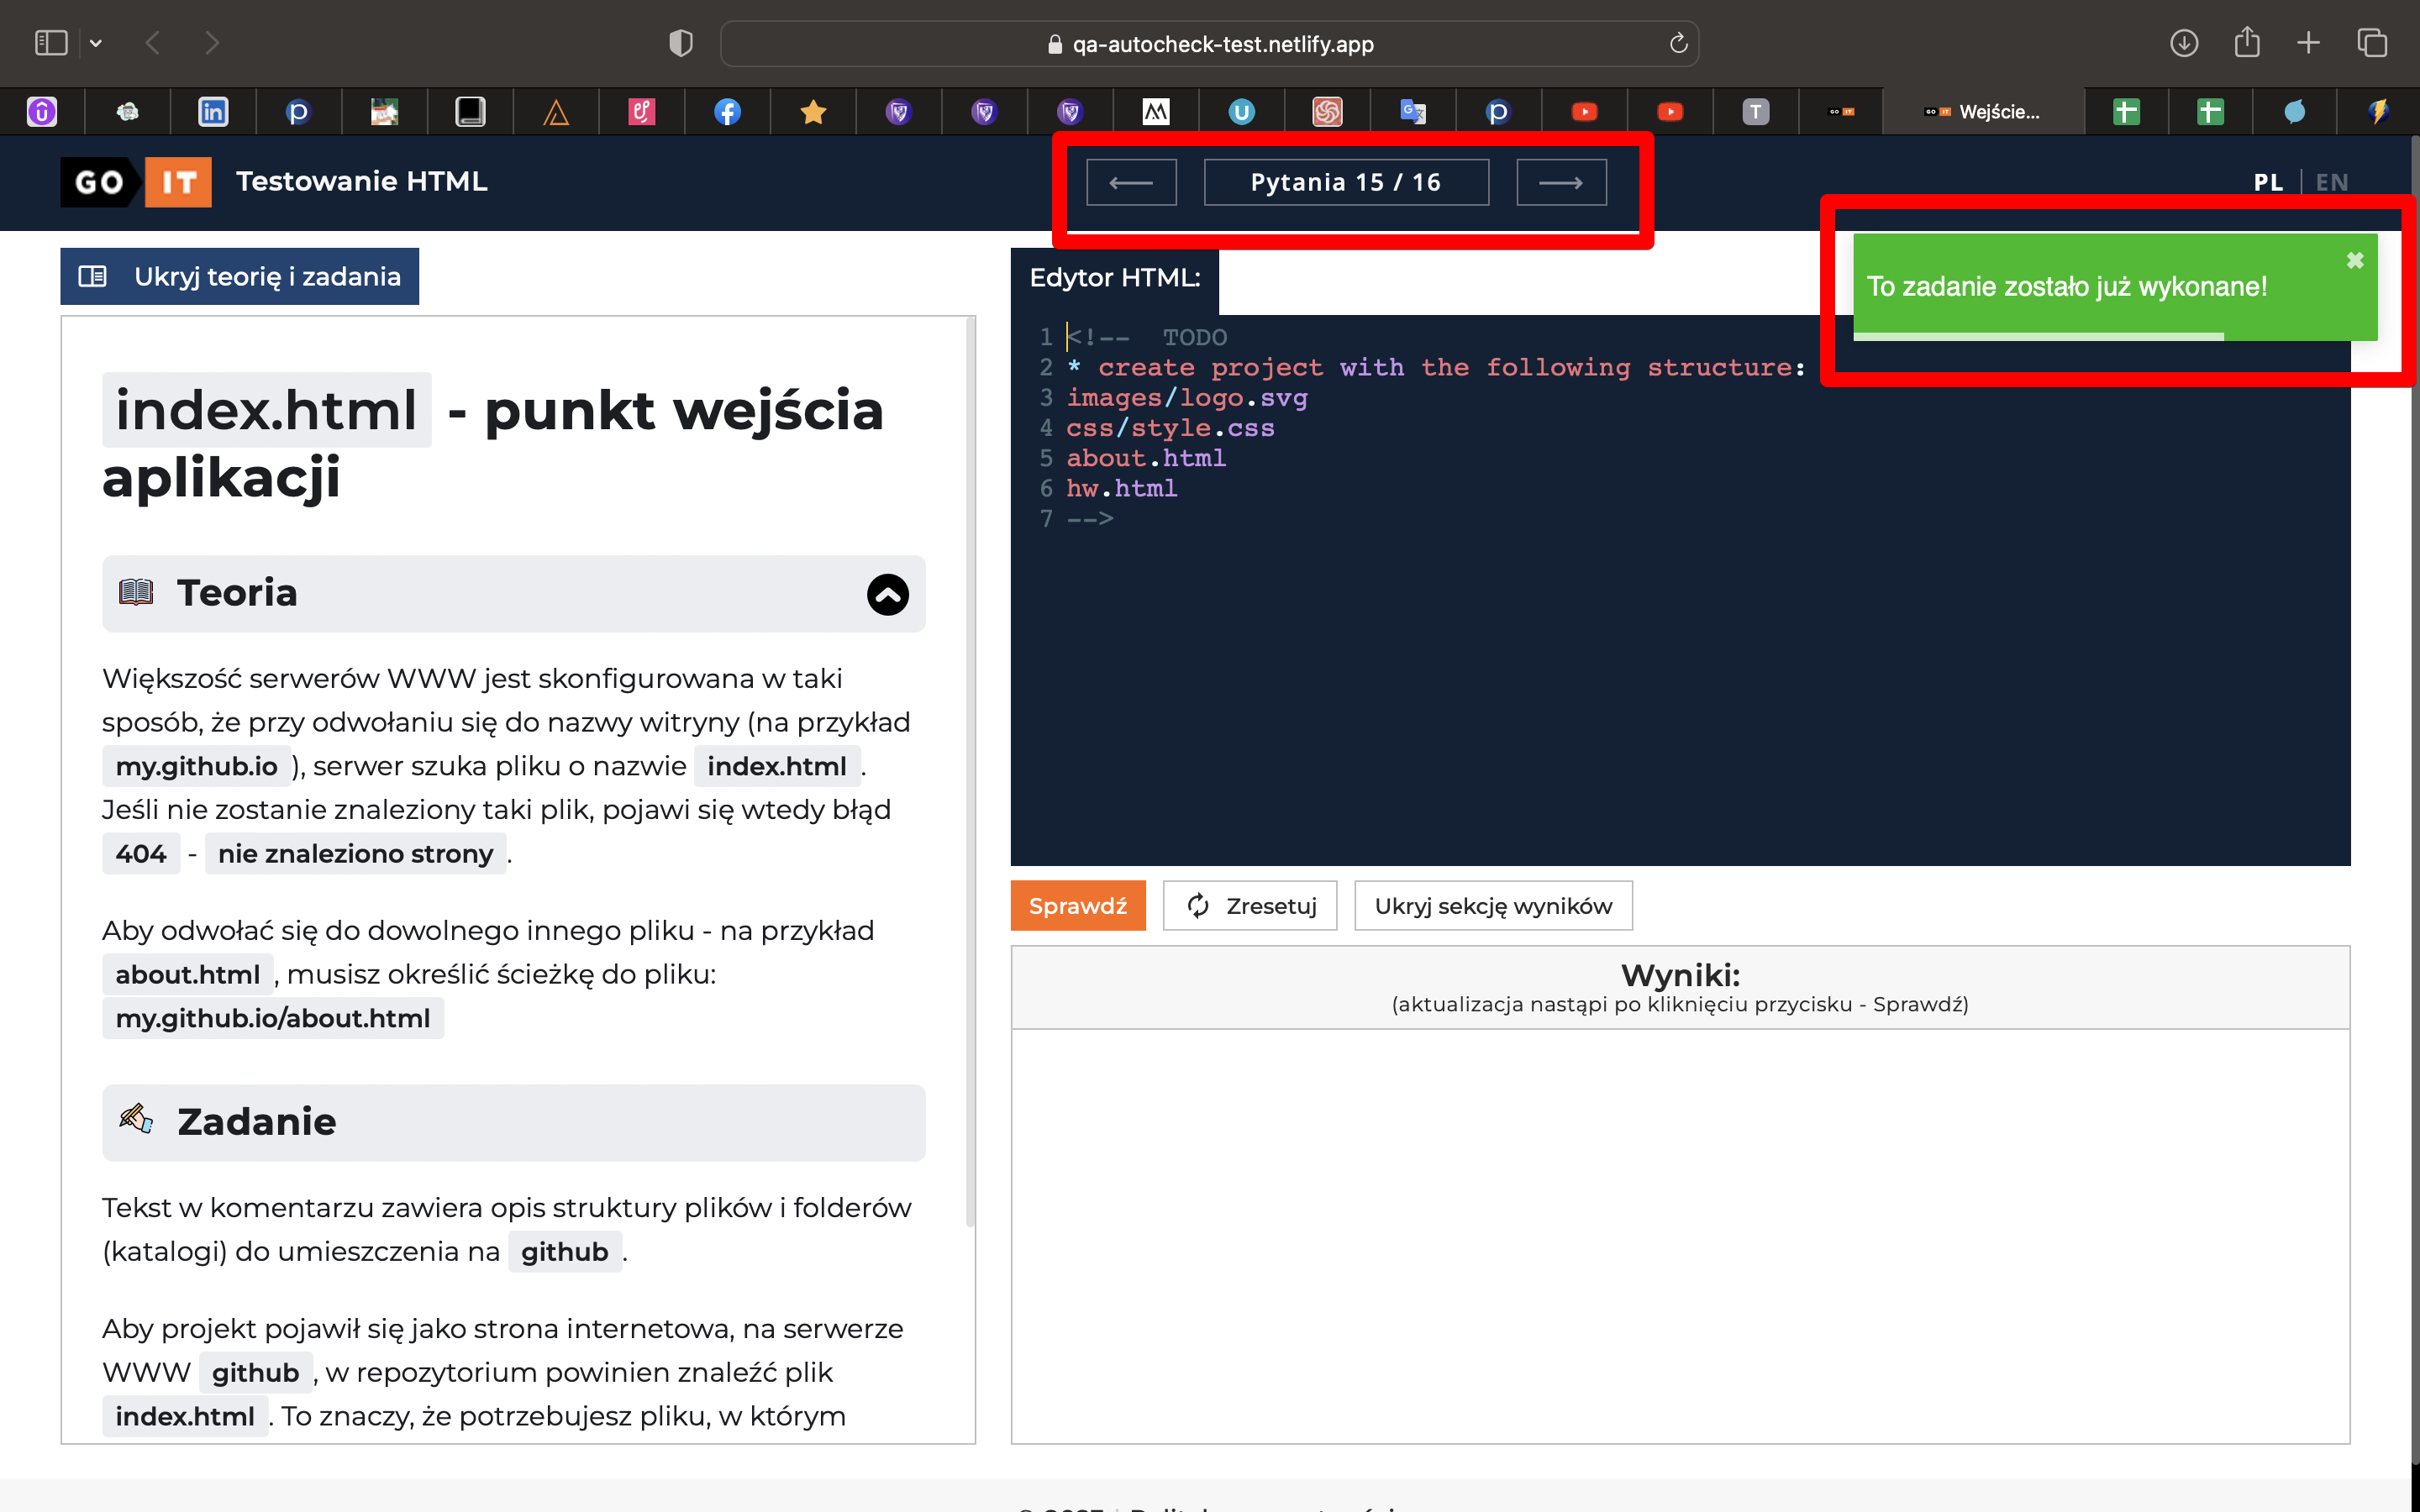 qa-autocheck-test.netlify.app
Wejście...
GO IT
Testowanie HTML
Pytania 15 / 16
PL | EN
Ukryj teorię i zadania
index.html - punkt wejścia
aplikacji
Teoria
Większość serwerów WWW jest skonfigurowana w taki
sposób, że przy odwołaniu się do nazwy witryny (na przykład
my.github.io ), serwer szuka pliku o nazwie index.html .
Jeśli nie zostanie znaleziony taki plik, pojawi się wtedy błąd
404 - nie znaleziono strony .
Aby odwołać się do dowolnego innego pliku - na przykład
about.html , musisz określić ścieżkę do pliku:
my.github.io/about.html
Zadanie
Tekst w komentarzu zawiera opis struktury plików i folderów
(katalogi) do umieszczenia na github .
Aby projekt pojawił się jako strona internetowa, na serwerze
WWW github , w repozytorium powinien znaleźć plik
index.html . To znaczy, że potrzebujesz pliku, w którym
Edytor HTML:
To zadanie zostało już wykonane!
1 <!--  TODO
2 * create project with the following structure:
3 images/logo.svg
4 css/style.css
5 about.html
6 hw.html
7 -->
Sprawdź
Zresetuj
Ukryj sekcję wyników
Wyniki:
(aktualizacja nastąpi po kliknięciu przycisku - Sprawdź)